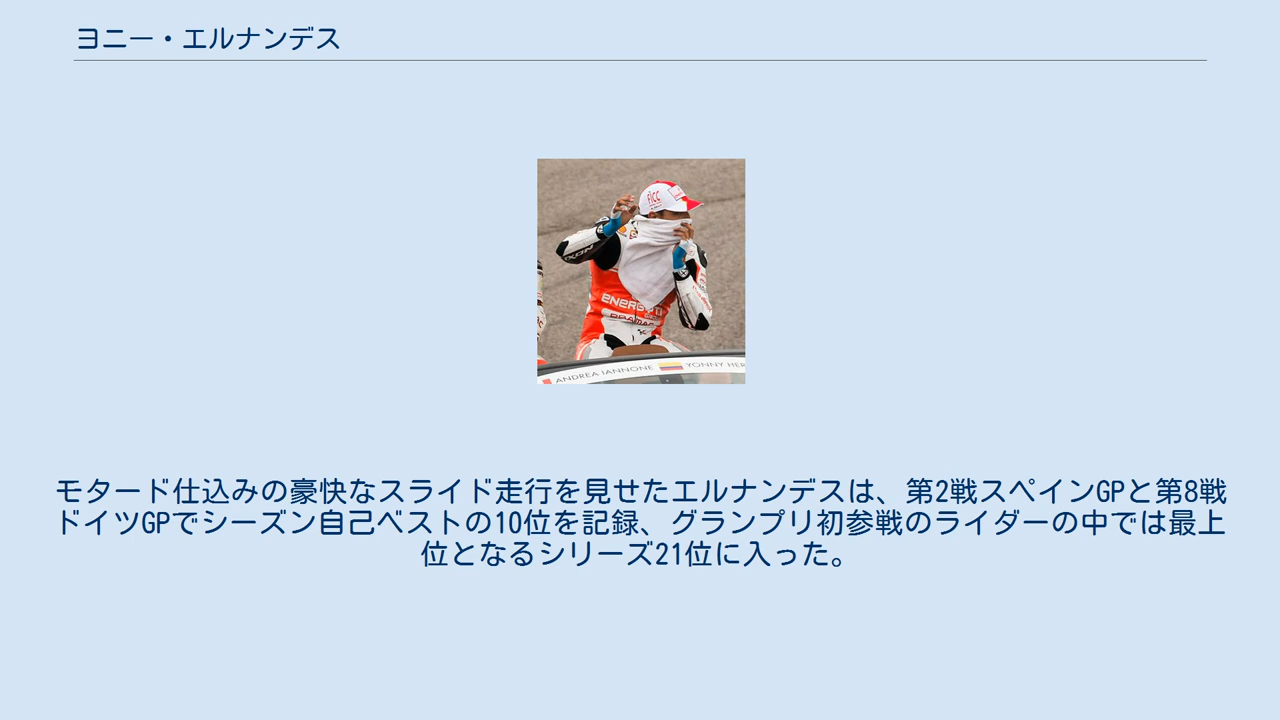 ヨニー・エルナンデス
ficc
IXON
ENERGY
PRAMAC
ANDREA IANNONE
YONNY HER
モタード仕込みの豪快なスライド走行を見せたエルナンデスは、第2戦スペインGPと第8戦
ドイツGPでシーズン自己ベストの10位を記録、グランプリ初参戦のライダーの中では最上
位となるシリーズ21位に入った。